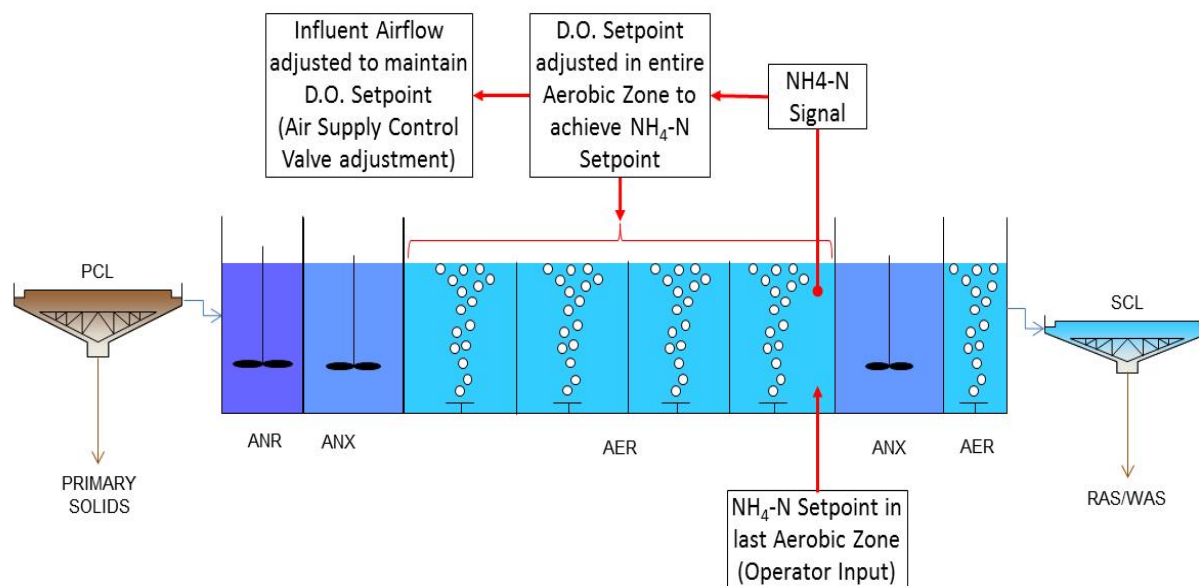 Influent Airflow
adjusted to maintain
D.O. Setpoint
(Air Supply Control
Valve adjustment)
D.O. Setpoint
adjusted in entire
Aerobic Zone to
achieve NH₄-N
Setpoint
NH4-N
Signal
PCL
SCL
ANR
ANX
AER
ANX
AER
PRIMARY
SOLIDS
NH₄-N Setpoint in
last Aerobic Zone
(Operator Input)
RAS/WAS